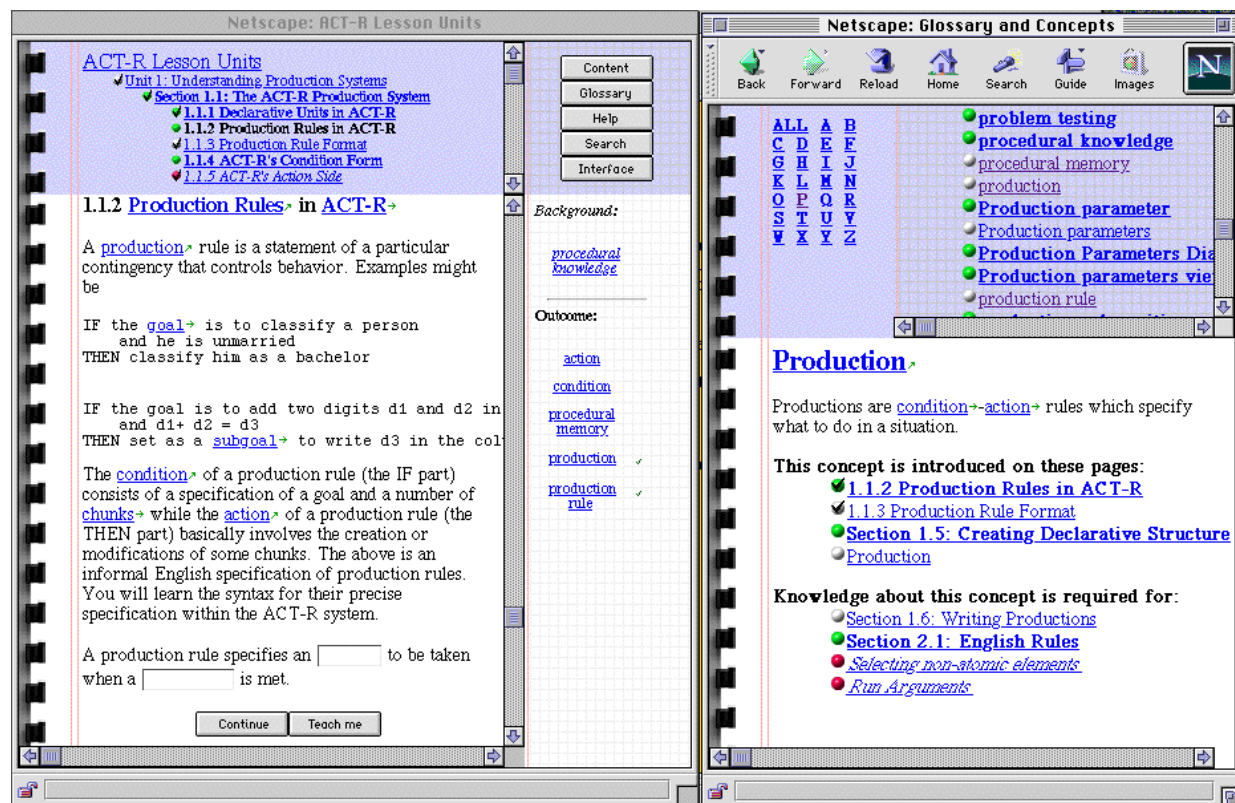 Netscape: ACT-R Lesson Units
ACT-R Lesson Units
Unit 1: Understanding Production Systems
Section 1.1: The ACT-R Production System
1.1.1 Declarative Units in ACT-R
1.1.2 Production Rules in ACT-R
1.1.3 Production Rule Format
1.1.4 ACT-R's Condition Form
1.1.5 ACT-R's Action Side
Content
Glossary
Help
Search
Interface
1.1.2 Production Rules in ACT-R
A production rule is a statement of a particular
contingency that controls behavior. Examples might
be
IF the goal is to classify a person
and he is unmarried
THEN classify him as a bachelor
IF the goal is to add two digits d1 and d2 in
and d1+ d2 = d3
THEN set as a subgoal to write d3 in the col
The condition of a production rule (the IF part)
consists of a specification of a goal and a number of
chunks while the action of a production rule (the
THEN part) basically involves the creation or
modifications of some chunks. The above is an
informal English specification of production rules.
You will learn the syntax for their precise
specification within the ACT-R system.
A production rule specifies an to be taken
when a is met.
Continue
Teach me
Background:
procedural
knowledge
Outcome:
action
condition
procedural
memory
production
production
rule
Netscape: Glossary and Concepts
Back Forward Reload Home Search Guide Images
N
ALL A B
C D E F
G H I J
K L M N
O P Q R
S T U V
W X Y Z
problem testing
procedural knowledge
procedural memory
production
Production parameter
Production parameters
Production Parameters Dia
Production parameters vie
production rule
Production
Productions are condition-action rules which specify
what to do in a situation.
This concept is introduced on these pages:
1.1.2 Production Rules in ACT-R
1.1.3 Production Rule Format
Section 1.5: Creating Declarative Structure
Production
Knowledge about this concept is required for:
Section 1.6: Writing Productions
Section 2.1: English Rules
Selecting non-atomic elements
Run Arguments